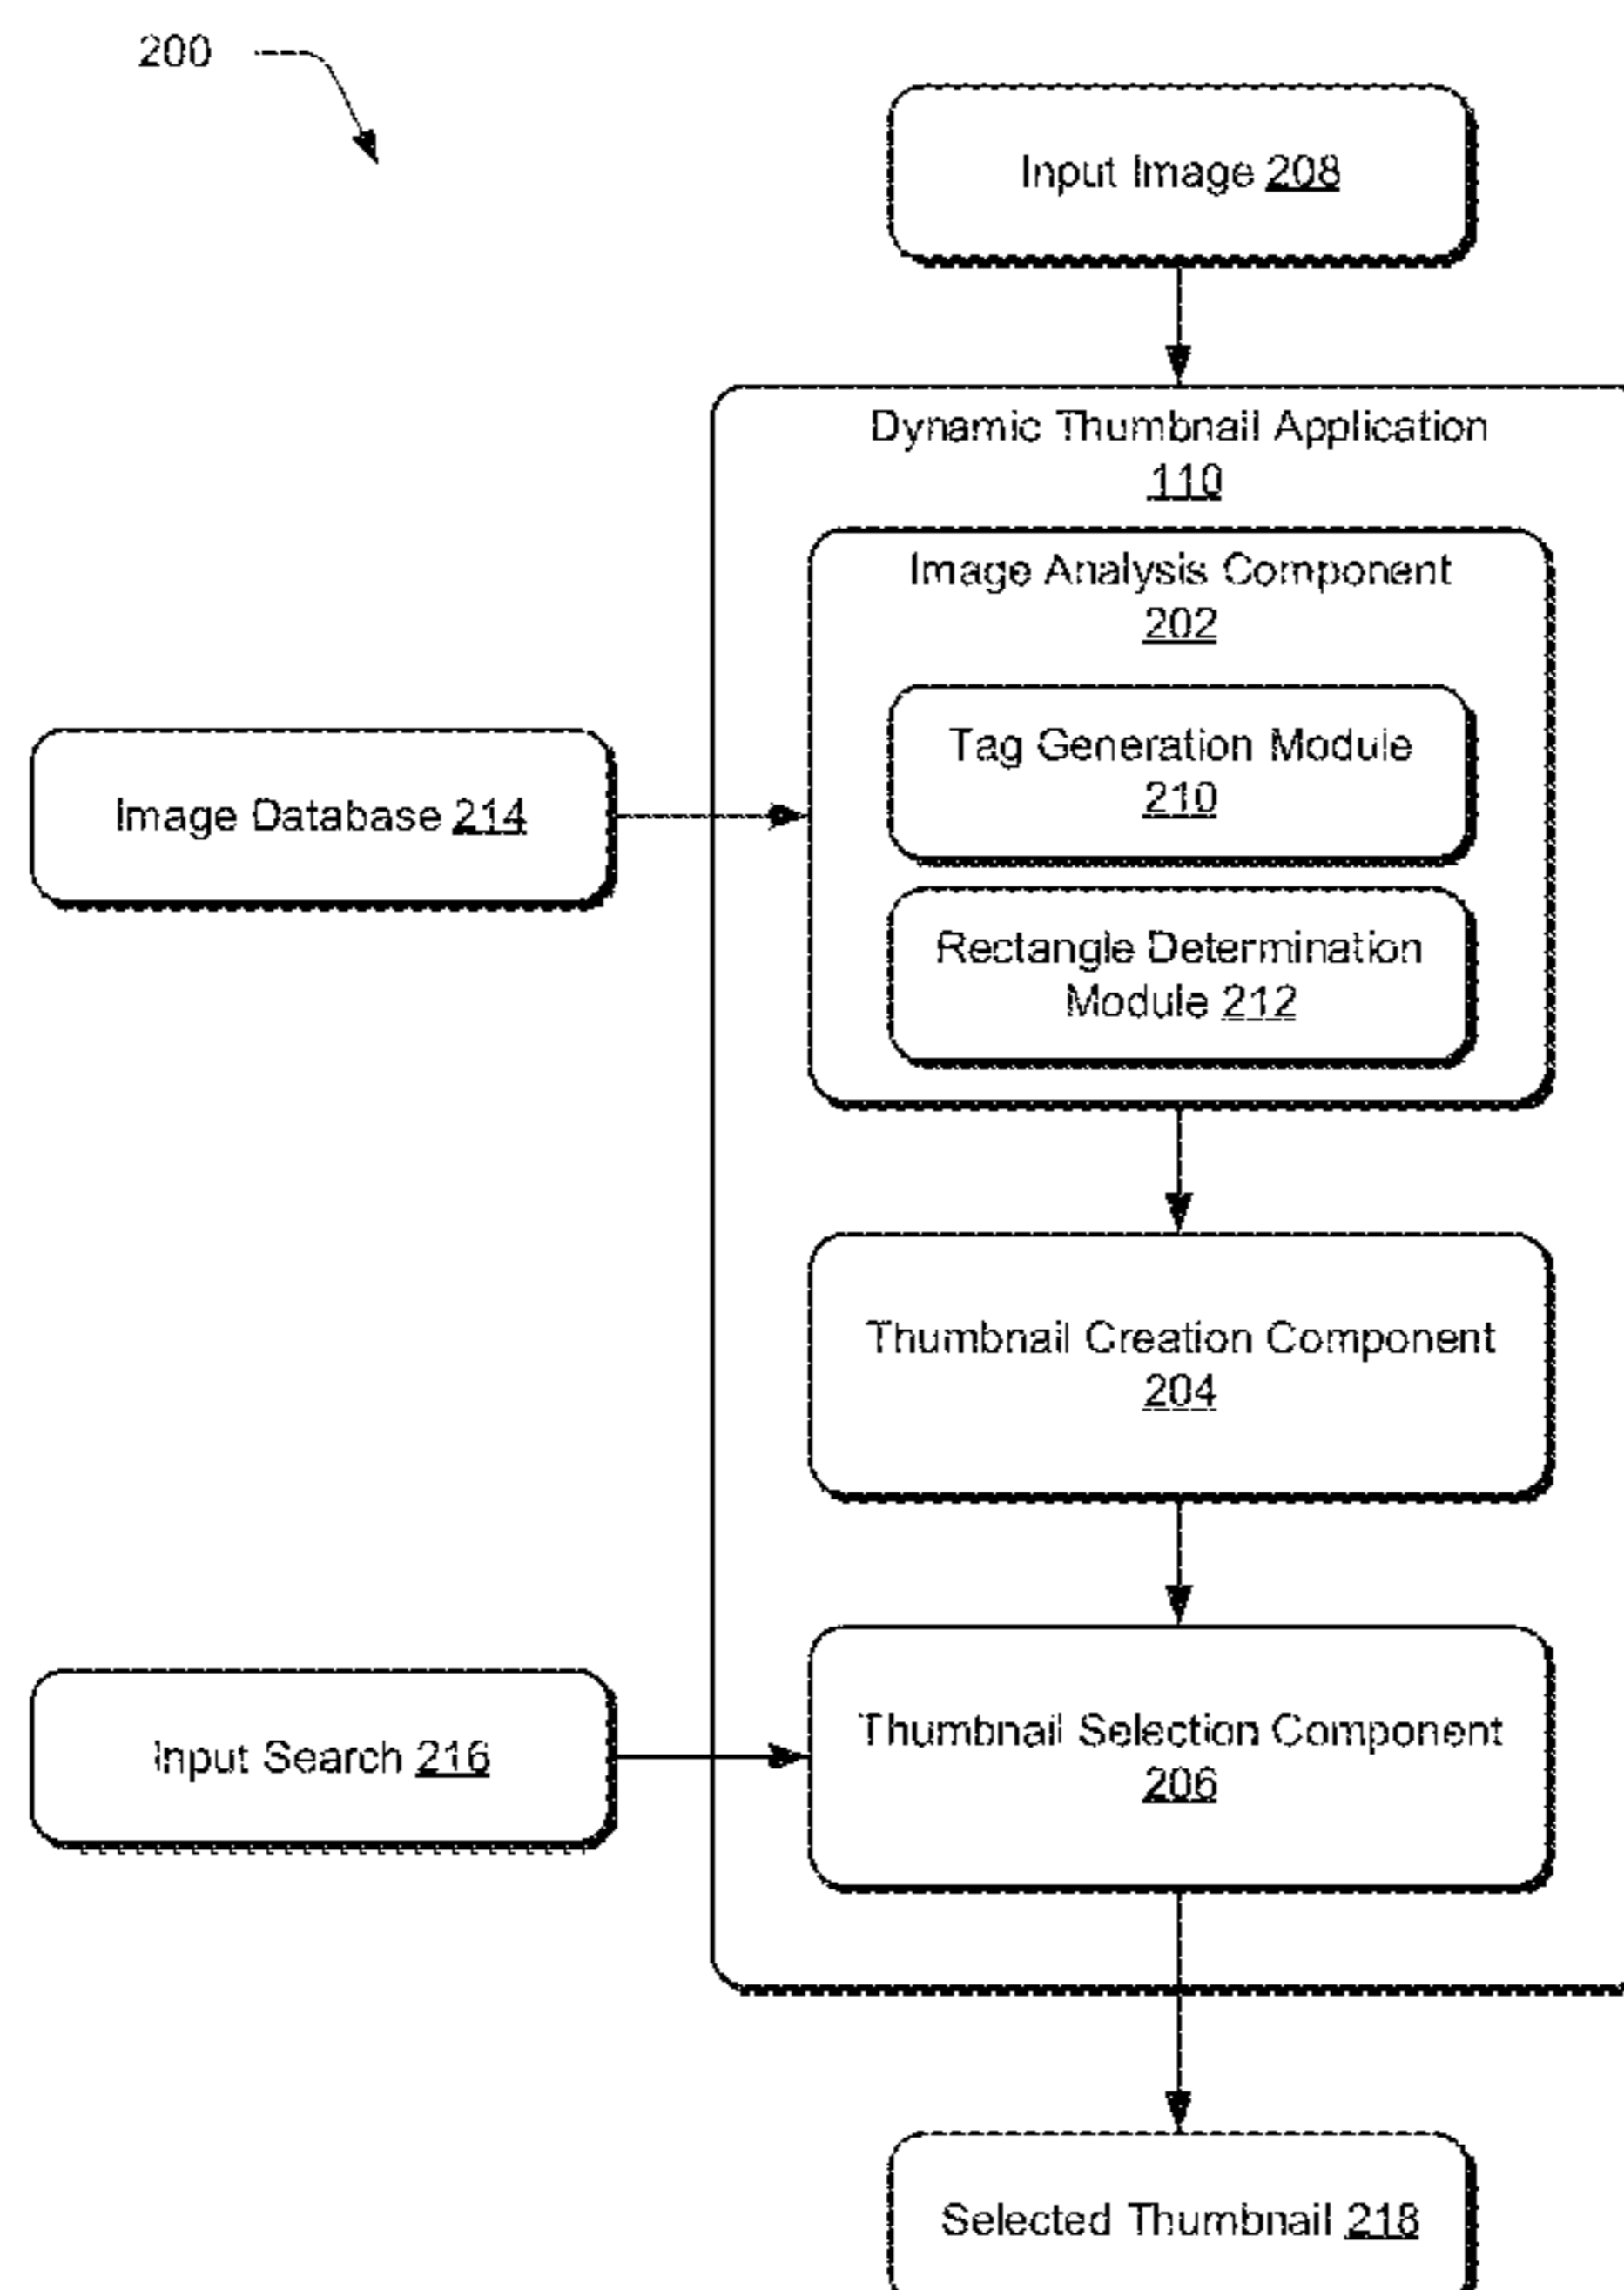 200
Input Image 208
Dynamic Thumbnail Application
110
Image Analysis Component
202
Tag Generation Module
210
Image Database 214
Rectangle Determination
Module 212
Thumbnail Creation Component
204
Thumbnail Selection Component
206
Input Search 216
Selected Thumbnail 218